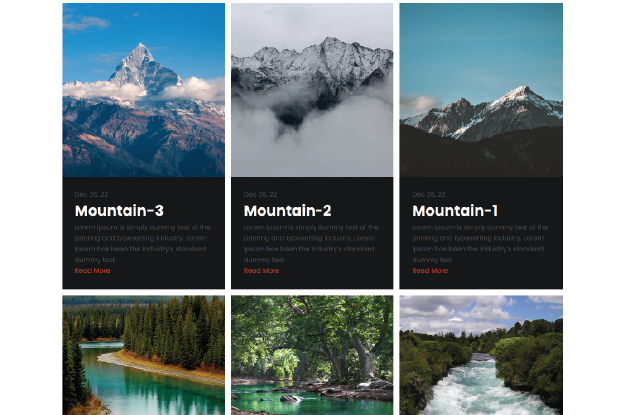 Dec 26, 22
Mountain-3
Lorem Ipsum is simply dummy text of the
printing and typesetting industry. Lorem
Ipsum has been the industry's standard
dummy text
Read More
Dec 26, 22
Mountain-2
Lorem Ipsum is simply dummy text of the
printing and typesetting industry. Lorem
Ipsum has been the industry's standard
dummy text
Read More
Dec 26, 22
Mountain-1
Lorem Ipsum is simply dummy text of the
printing and typesetting industry. Lorem
Ipsum has been the industry's standard
dummy text
Read More